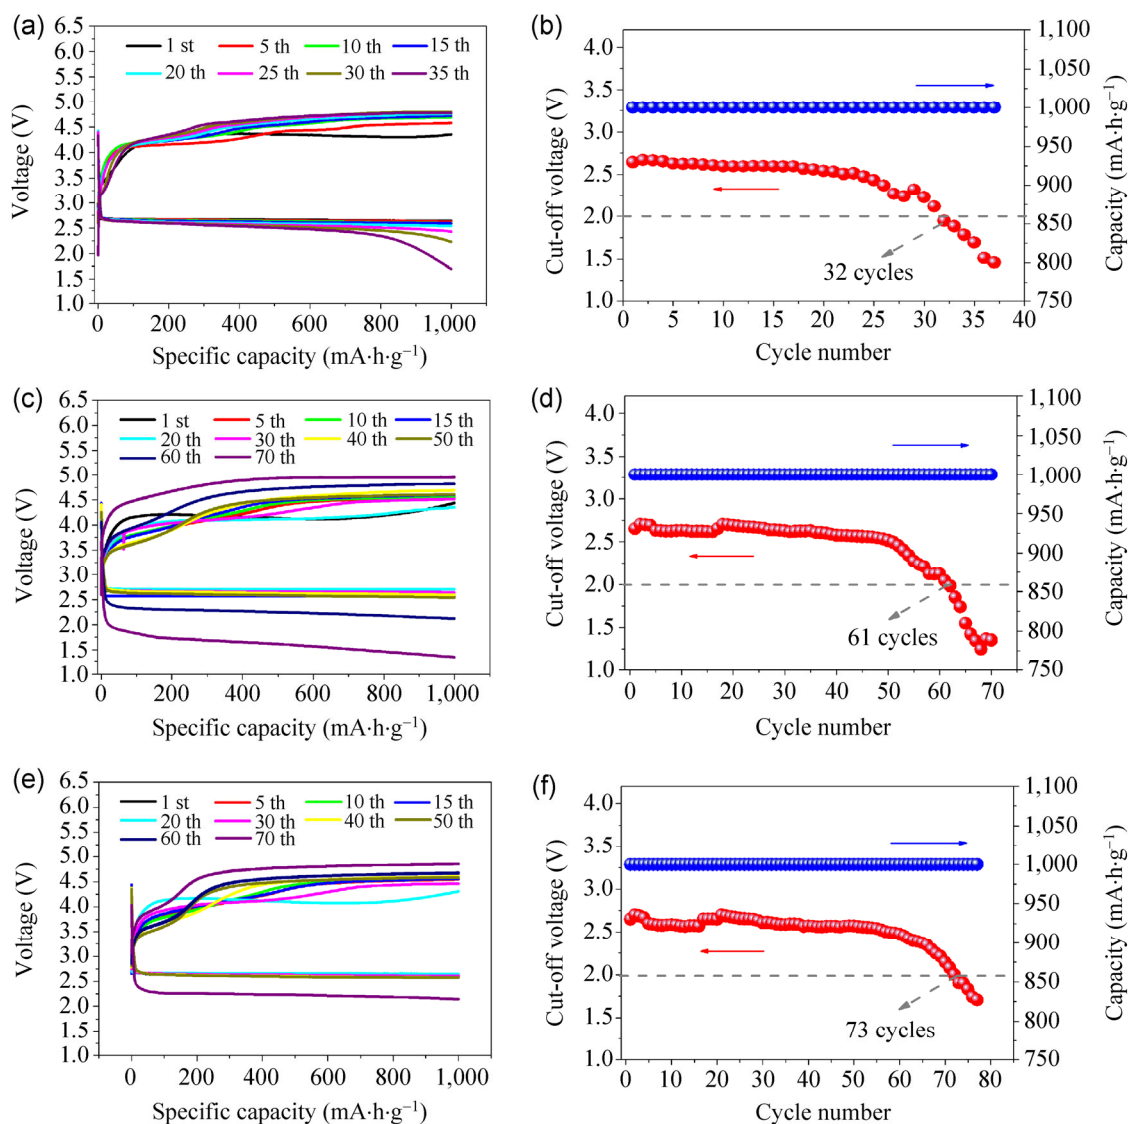 (a)
6.5
6.0
5.5
5.0
4.5
4.0
3.5
3.0
2.5
2.0
1.5
1.0
Voltage (V)
1 st 5 th 10 th 15 th
20 th 25 th 30 th 35 th
0 200 400 600 800 1,000
Specific capacity (mA·h·g⁻¹)
(b)
4.0
3.5
3.0
2.5
2.0
1.5
1.0
Cut-off voltage (V)
32 cycles
1,100
1,050
1,000
950
900
850
800
750
Capacity (mA·h·g⁻¹)
0 5 10 15 20 25 30 35 40
Cycle number
(c)
6.5
6.0
5.5
5.0
4.5
4.0
3.5
3.0
2.5
2.0
1.5
1.0
Voltage (V)
1 st 5 th 10 th 15 th
20 th 30 th 40 th 50 th
60 th 70 th
0 200 400 600 800 1,000
Specific capacity (mA·h·g⁻¹)
(d)
4.0
3.5
3.0
2.5
2.0
1.5
1.0
Cut-off voltage (V)
61 cycles
1,100
1,050
1,000
950
900
850
800
750
Capacity (mA·h·g⁻¹)
0 10 20 30 40 50 60 70
Cycle number
(e)
6.5
6.0
5.5
5.0
4.5
4.0
3.5
3.0
2.5
2.0
1.5
1.0
Voltage (V)
1 st 5 th 10 th 15 th
20 th 30 th 40 th 50 th
60 th 70 th
0 200 400 600 800 1,000
Specific capacity (mA·h·g⁻¹)
(f)
4.0
3.5
3.0
2.5
2.0
1.5
1.0
Cut-off voltage (V)
73 cycles
1,100
1,050
1,000
950
900
850
800
750
Capacity (mA·h·g⁻¹)
0 10 20 30 40 50 60 70 80
Cycle number